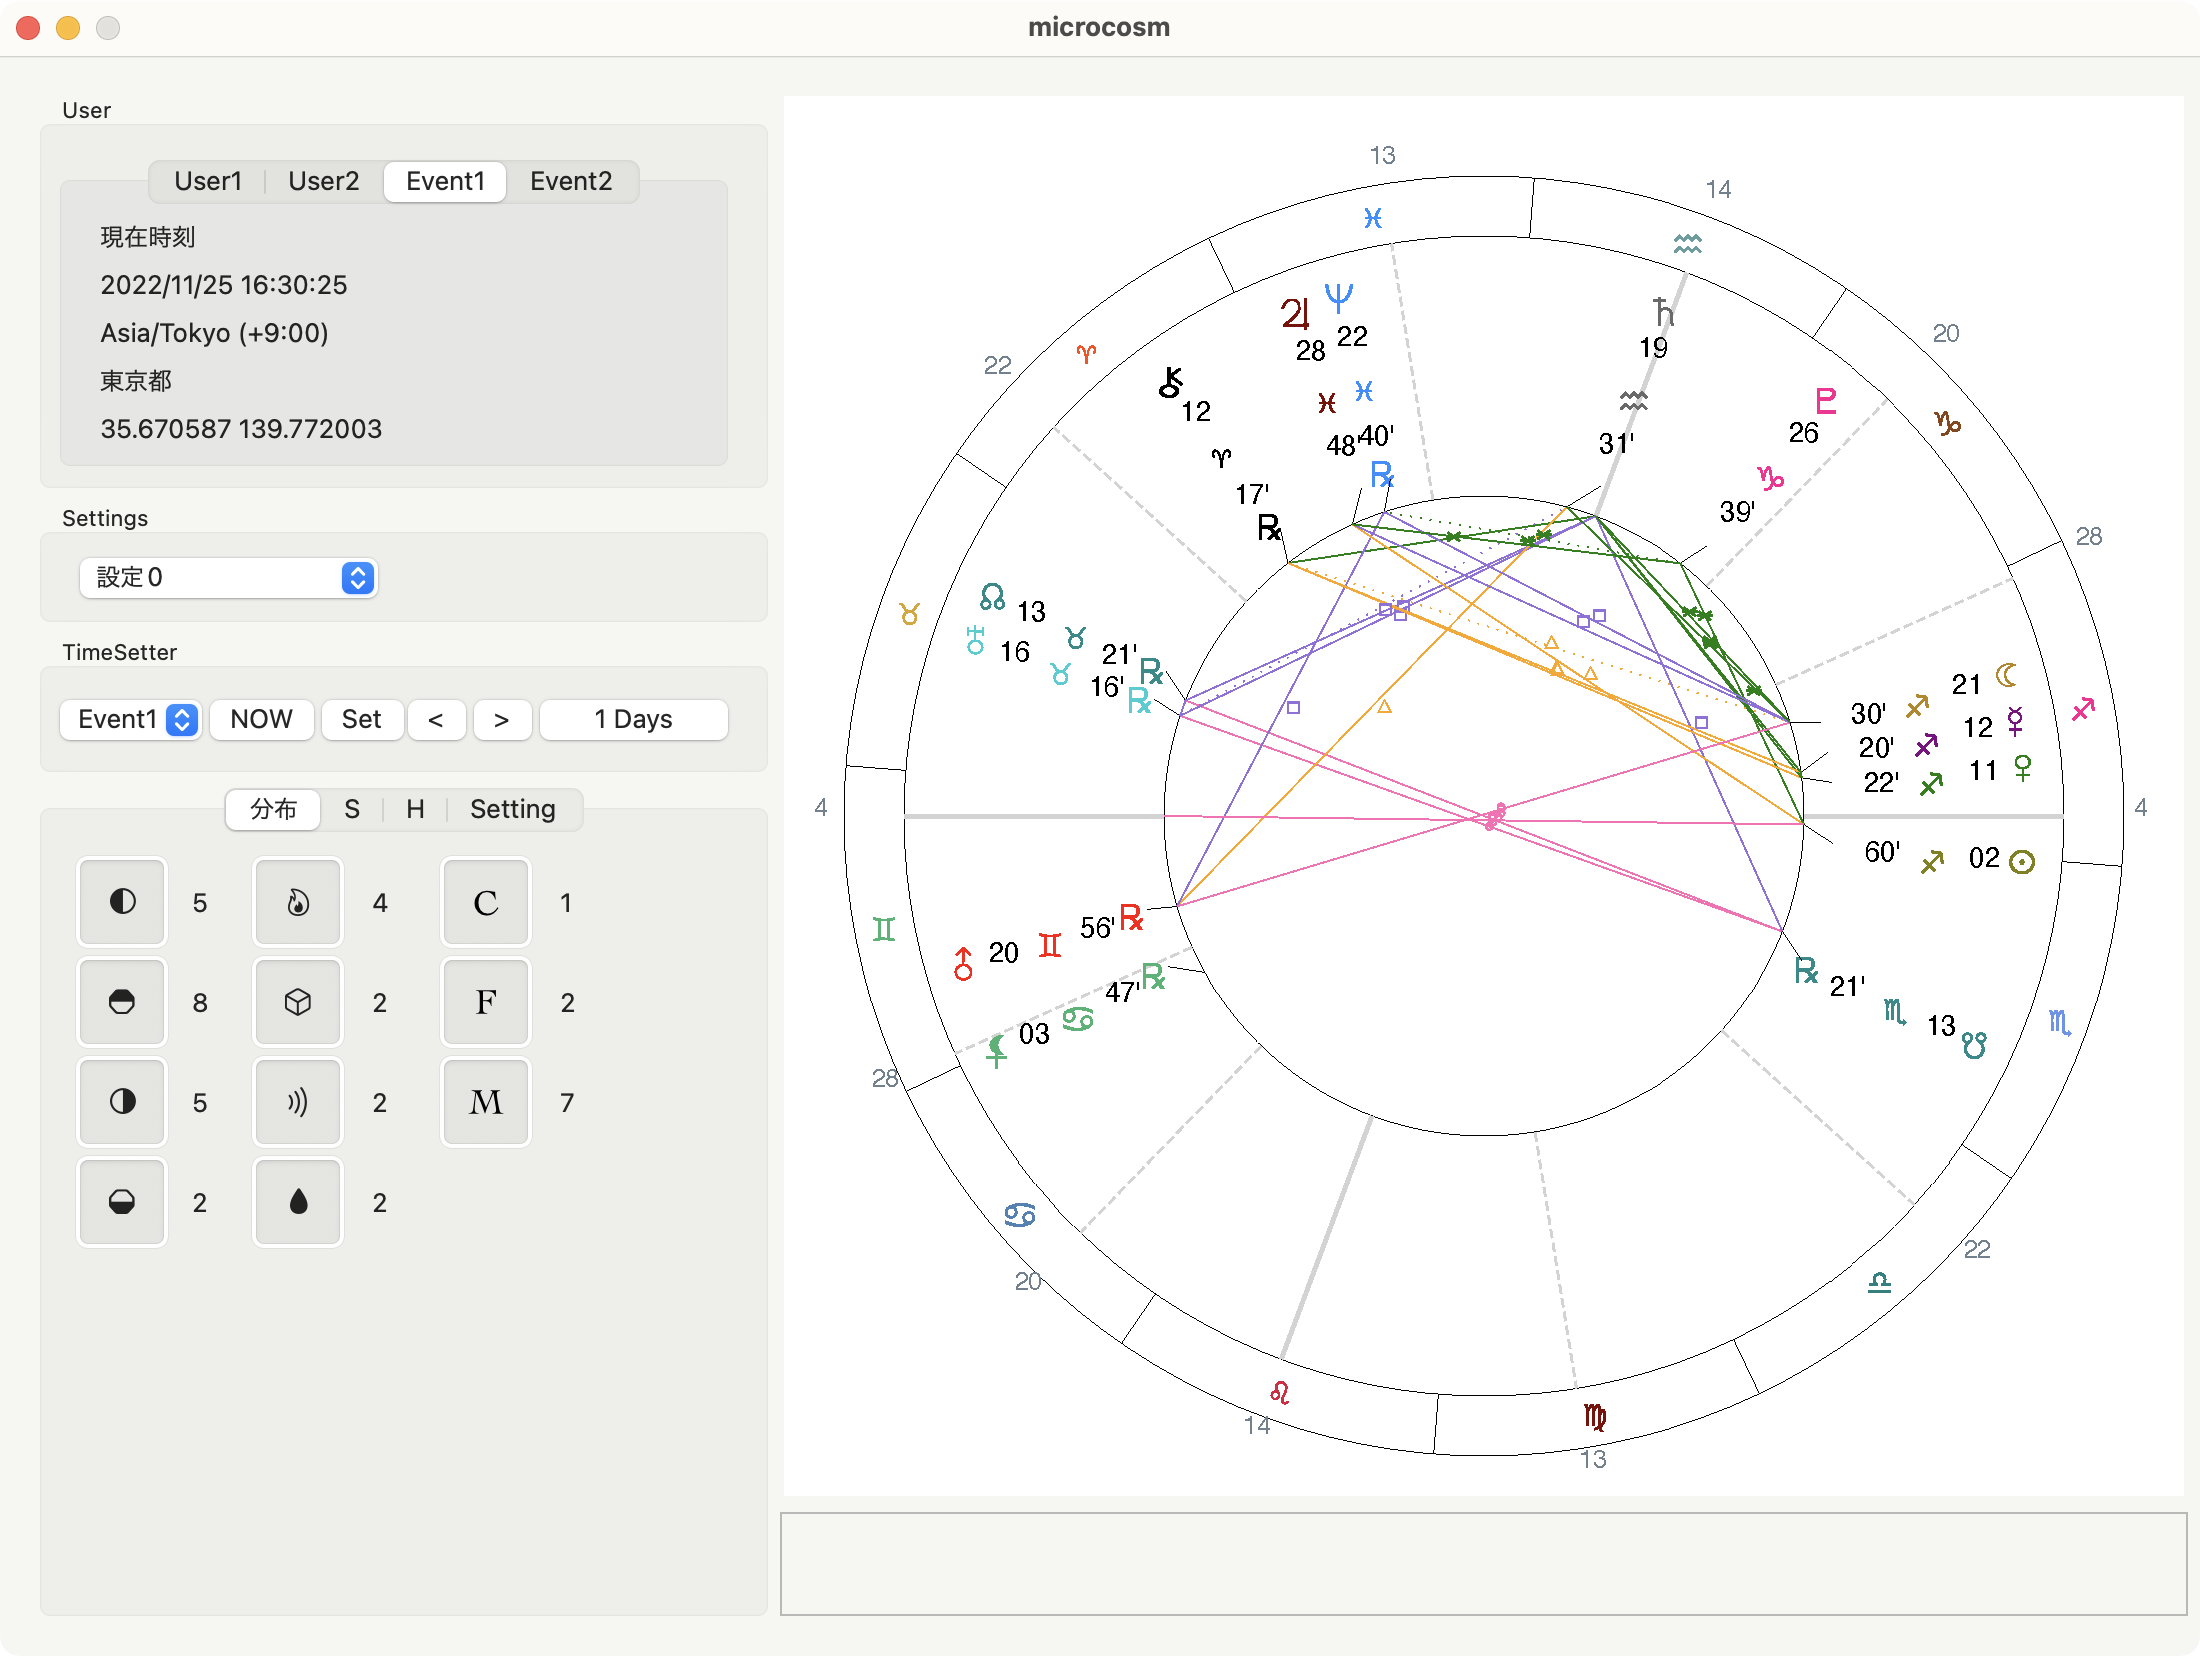 microcosm
User
User1 User2 Event1 Event2
現在時刻
2022/11/25 16:30:25
Asia/Tokyo (+9:00)
東京都
35.670587 139.772003
Settings
設定0
TimeSetter
Event1 NOW Set < > 1 Days
分布 S H Setting
5 4 C 1
8 2 F 2
5 2 M 7
2 2
13
14
20
28
4
22
13
14
20
28
4
22
♓
♒
♑
♐
♏
♎
♍
♌
♋
♊
♉
♈
♃ 28 ♓ 48'
♆ 22 ♓ 40' ℞
♄ 19 ♒ 31'
♇ 26 ♑ 39'
⚷ 12 ♈ 17' ℞
☊ 13 ♉ 21' ℞
♅ 16 ♉ 16' ℞
30' ♐ 21 ☾
20' ♐ 12 ☿
22' ♐ 11 ♀
60' ♐ 02 ☉
♂ 20 ♊ 56' ℞
⚸ 03 ♋ 47' ℞
℞ 21' ♏ 13 ☋